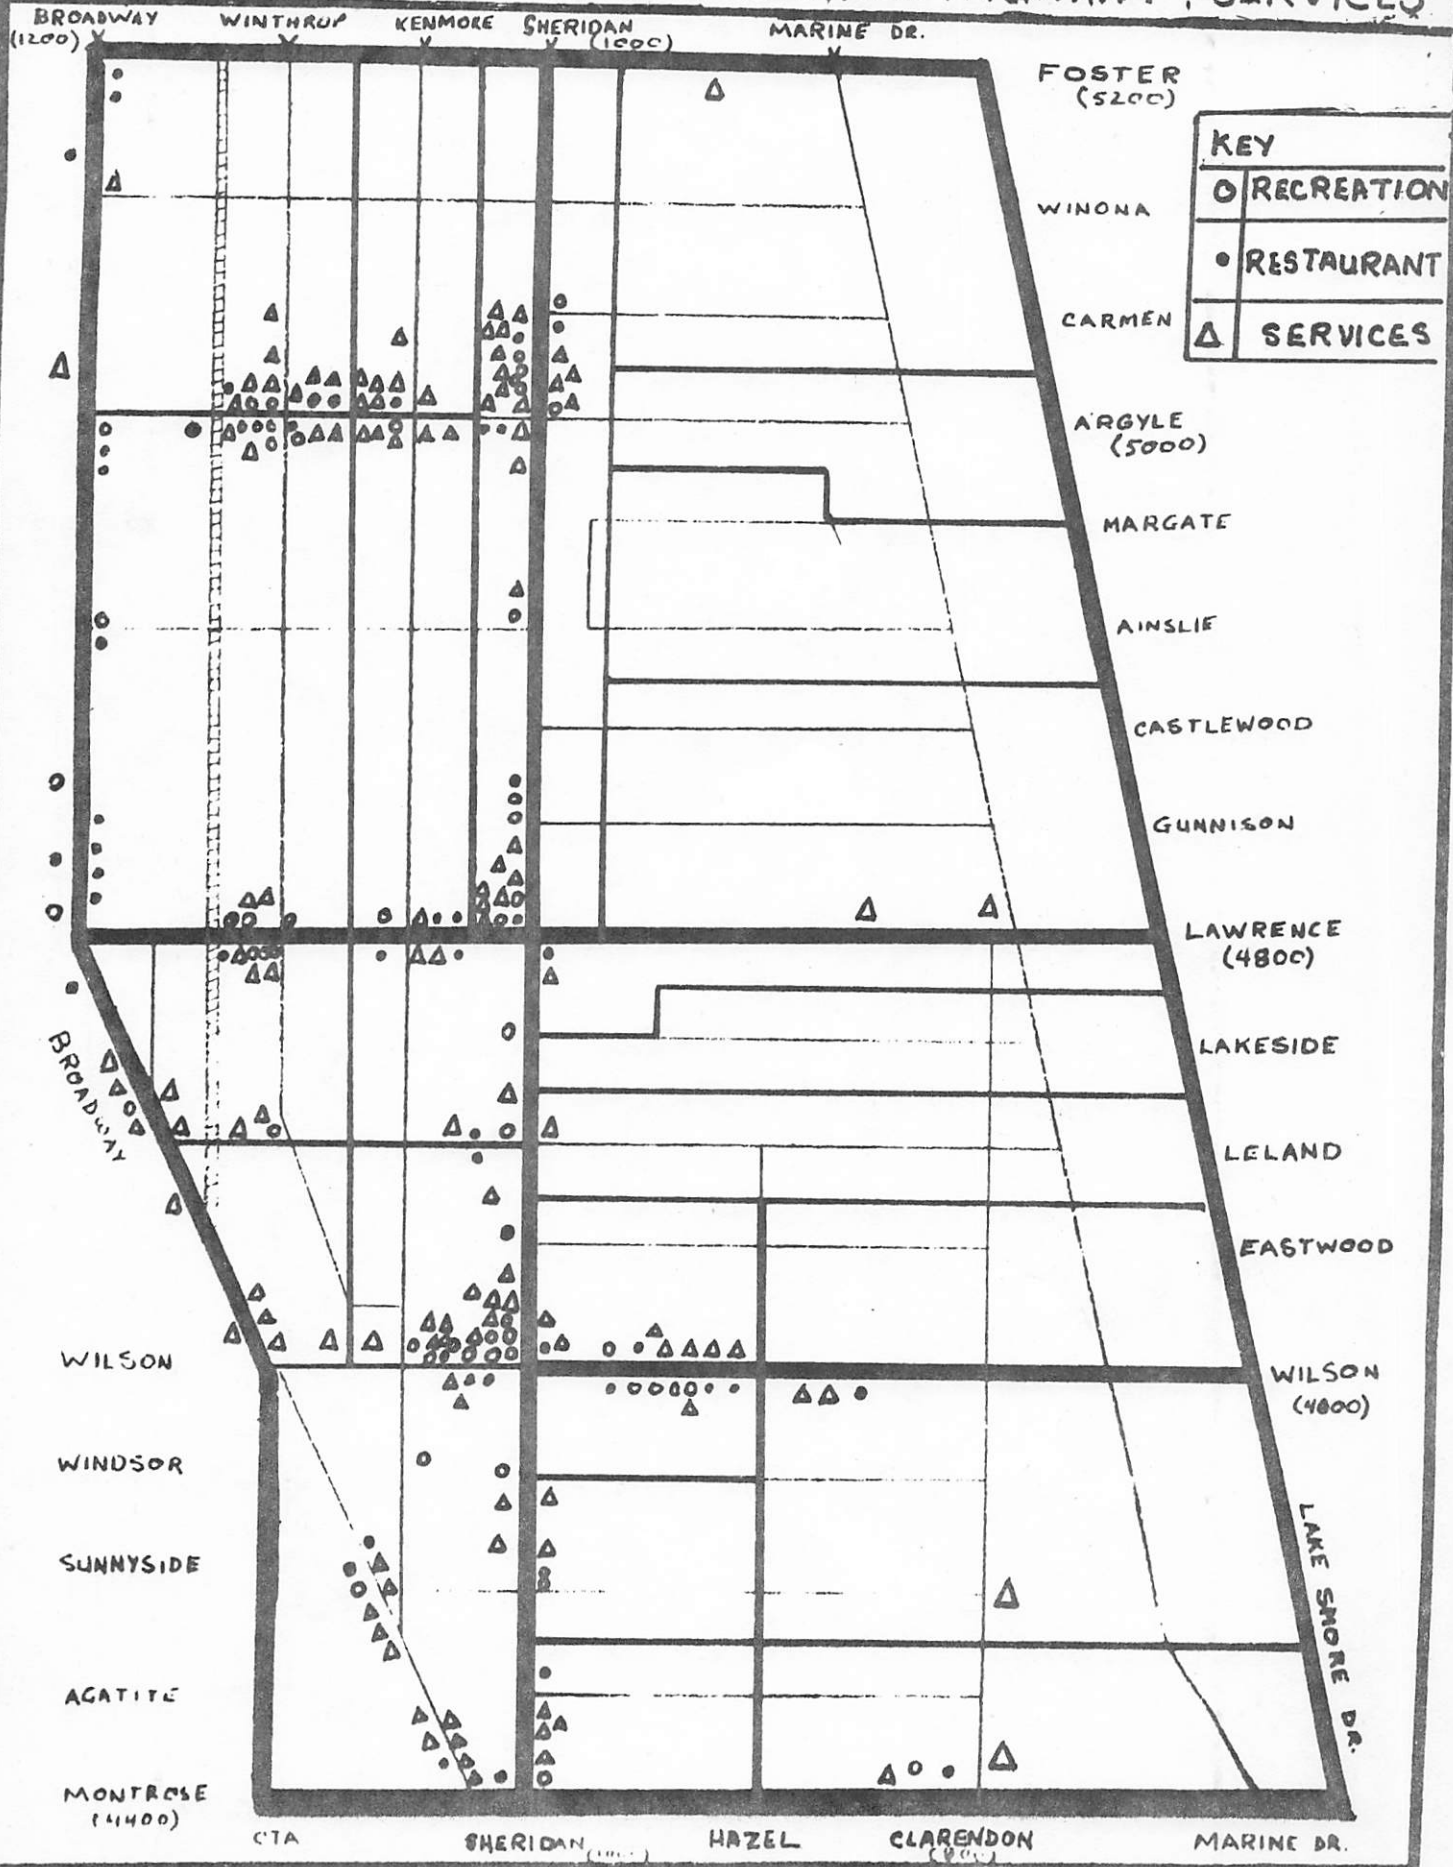 SERVICES
BROADWAY
(1200)
WINTHRUP
KENMORE
SHERIDAN
(1000)
MARINE DR.
FOSTER
(5200)
KEY
RECREATION
RESTAURANT
SERVICES
WINONA
CARMEN
ARGYLE
(5000)
MARGATE
AINSLIE
CASTLEWOOD
GUNNISON
LAWRENCE
(4800)
BROADWAY
LAKESIDE
LELAND
EASTWOOD
WILSON
WILSON
(4600)
WINDSOR
SUNNYSIDE
LAKE SHORE DR.
AGATITE
MONTROSE
(4400)
CTA
SHERIDAN
HAZEL
CLARENDON
MARINE DR.